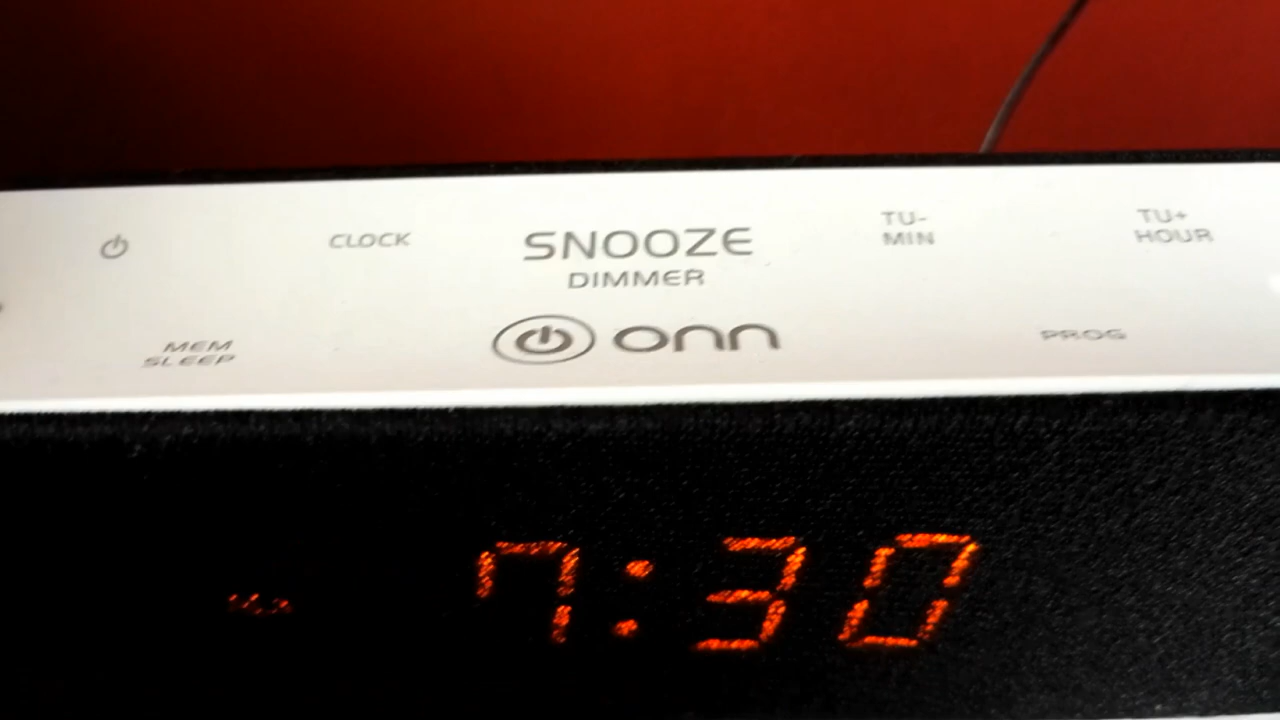 CLOCK
SNOOZE
DIMMER
TU-
MIN
TU+
HOUR
MEM
SLEEP
onn
PROG
7:30